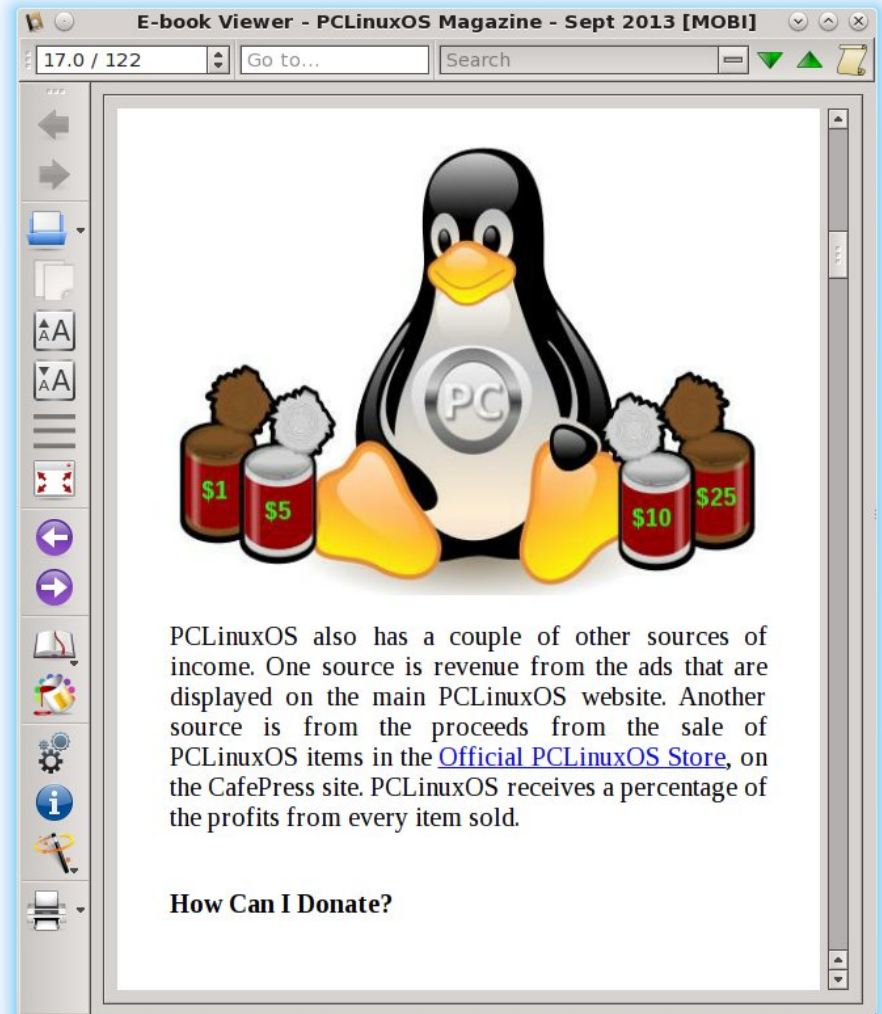 E-book Viewer - PCLinuxOS Magazine - Sept 2013 [MOBI]
17.0 / 122
Go to...
Search
AA
AA
PC
$1
$5
$10
$25
PCLinuxOS also has a couple of other sources of
income. One source is revenue from the ads that are
displayed on the main PCLinuxOS website. Another
source is from the proceeds from the sale of
PCLinuxOS items in the Official PCLinuxOS Store, on
the CafePress site. PCLinuxOS receives a percentage of
the profits from every item sold.
How Can I Donate?